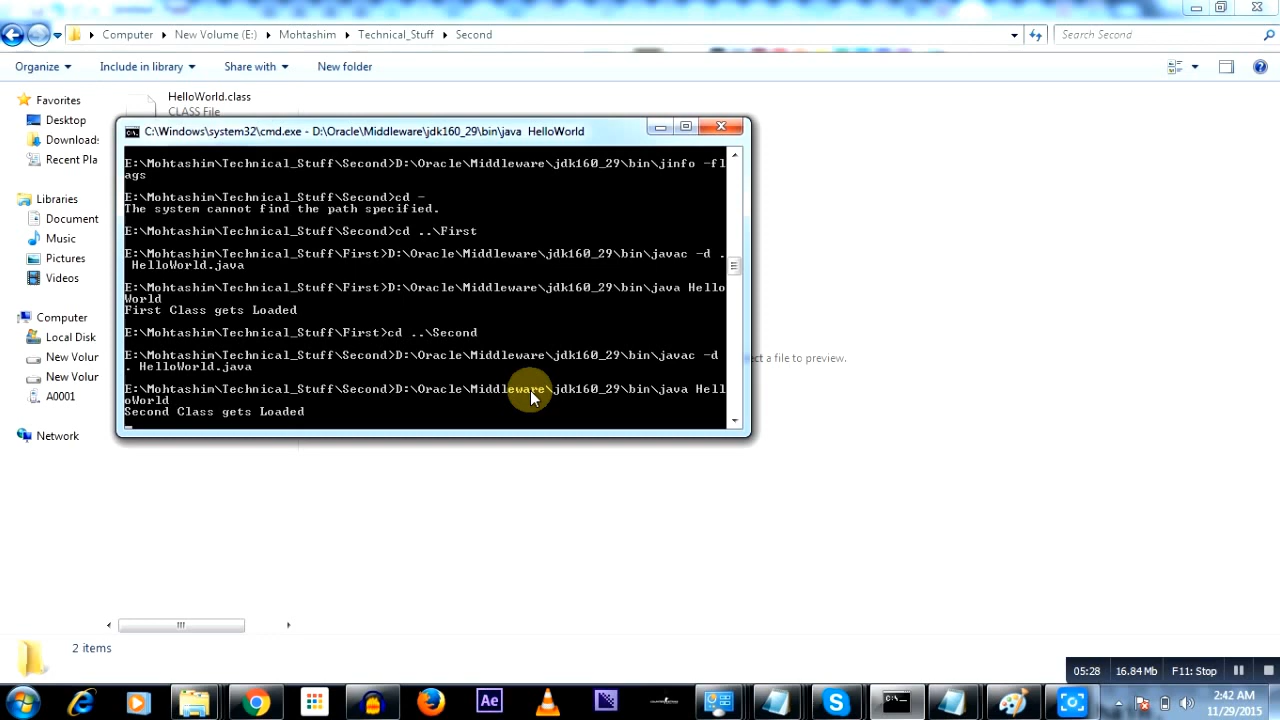 Computer New Volume (E:) Mohtashim Technical_Stuff Second
Search Second
Organize Include in library Share with New folder
Favorites
Desktop
Download:
Recent Pla
Libraries
Document
Music
Pictures
Videos
Computer
Local Disk
New Volur
New Volur
A0001
Network
HelloWorld.class
CLASS File
C:\Windows\system32\cmd.exe - D:\Oracle\Middleware\jdk160_29\bin\java HelloWorld
E:\Mohtashim\Technical_Stuff\Second>D:\Oracle\Middleware\jdk160_29\bin\jinfo -fl
ags
E:\Mohtashim\Technical_Stuff\Second>cd -
The system cannot find the path specified.
E:\Mohtashim\Technical_Stuff\Second>cd ..\First
E:\Mohtashim\Technical_Stuff\First>D:\Oracle\Middleware\jdk160_29\bin\javac -d .
HelloWorld.java
E:\Mohtashim\Technical_Stuff\First>D:\Oracle\Middleware\jdk160_29\bin\java Hello
World
First Class gets Loaded
E:\Mohtashim\Technical_Stuff\First>cd ..\Second
E:\Mohtashim\Technical_Stuff\Second>D:\Oracle\Middleware\jdk160_29\bin\javac -d
. HelloWorld.java
E:\Mohtashim\Technical_Stuff\Second>D:\Oracle\Middleware\jdk160_29\bin\java Hell
oWorld
Second Class gets Loaded
ct a file to preview.
2 items
05:28 16.84 Mb F11: Stop
Ae
2:42 AM
11/29/2015